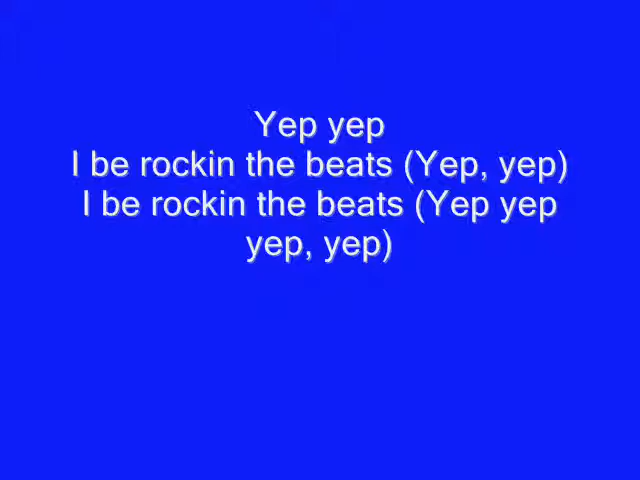 Yep yep
I be rockin the beats (Yep, yep)
I be rockin the beats (Yep yep
yep, yep)